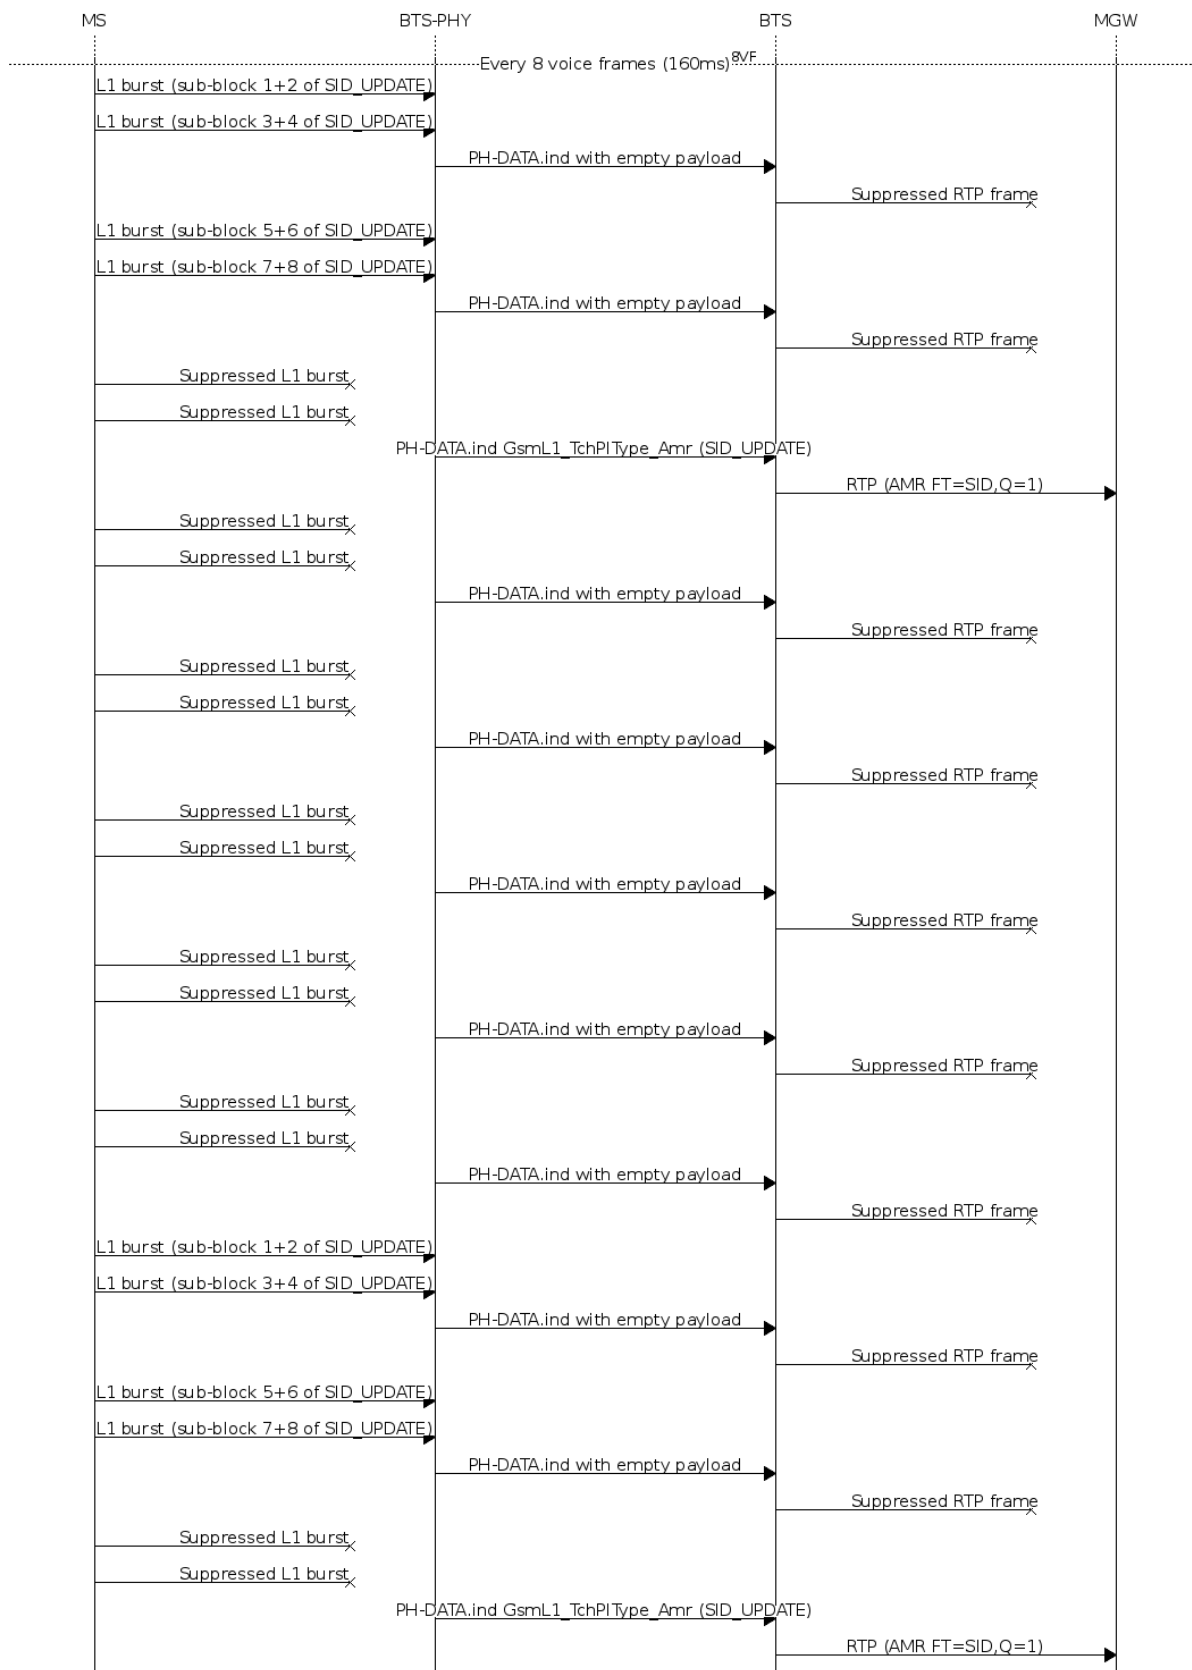 MS BTS-PHY BTS MGW
Every 8 voice frames (160ms) 8VF
L1 burst (sub-block 1+2 of SID_UPDATE)
L1 burst (sub-block 3+4 of SID_UPDATE)
PH-DATA.ind with empty payload
Suppressed RTP frame
L1 burst (sub-block 5+6 of SID_UPDATE)
L1 burst (sub-block 7+8 of SID_UPDATE)
PH-DATA.ind with empty payload
Suppressed RTP frame
Suppressed L1 burst
Suppressed L1 burst
PH-DATA.ind GsmL1_TchPlType_Amr (SID_UPDATE)
RTP (AMR FT=SID,Q=1)
Suppressed L1 burst
Suppressed L1 burst
PH-DATA.ind with empty payload
Suppressed RTP frame
Suppressed L1 burst
Suppressed L1 burst
PH-DATA.ind with empty payload
Suppressed RTP frame
Suppressed L1 burst
Suppressed L1 burst
PH-DATA.ind with empty payload
Suppressed RTP frame
Suppressed L1 burst
Suppressed L1 burst
PH-DATA.ind with empty payload
Suppressed RTP frame
Suppressed L1 burst
Suppressed L1 burst
PH-DATA.ind with empty payload
Suppressed RTP frame
L1 burst (sub-block 1+2 of SID_UPDATE)
L1 burst (sub-block 3+4 of SID_UPDATE)
PH-DATA.ind with empty payload
Suppressed RTP frame
L1 burst (sub-block 5+6 of SID_UPDATE)
L1 burst (sub-block 7+8 of SID_UPDATE)
PH-DATA.ind with empty payload
Suppressed RTP frame
Suppressed L1 burst
Suppressed L1 burst
PH-DATA.ind GsmL1_TchPlType_Amr (SID_UPDATE)
RTP (AMR FT=SID,Q=1)